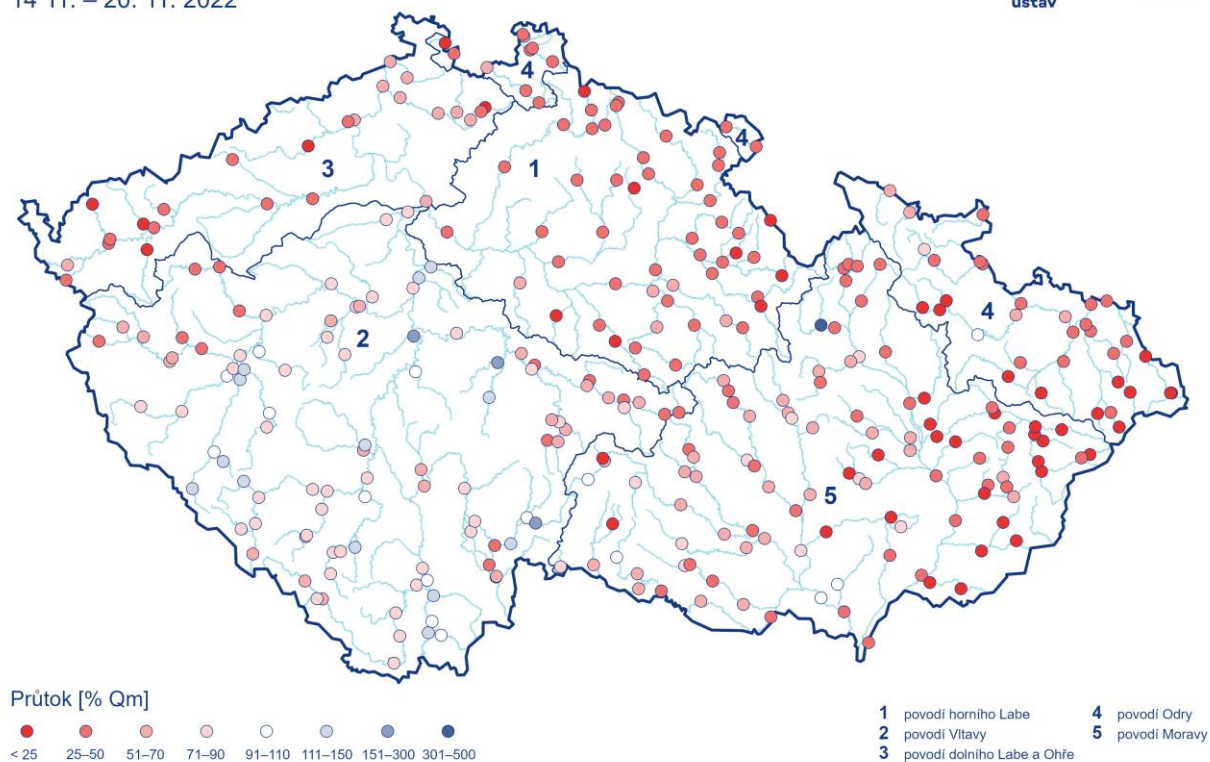 14 11. – 20. 11. 2022
ústav
4
4
3
1
4
2
5
Průtok [% Qm]
< 25 25–50 51–70 71–90 91–110 111–150 151–300 301–500
1 povodí horního Labe
2 povodí Vltavy
3 povodí dolního Labe a Ohře
4 povodí Odry
5 povodí Moravy